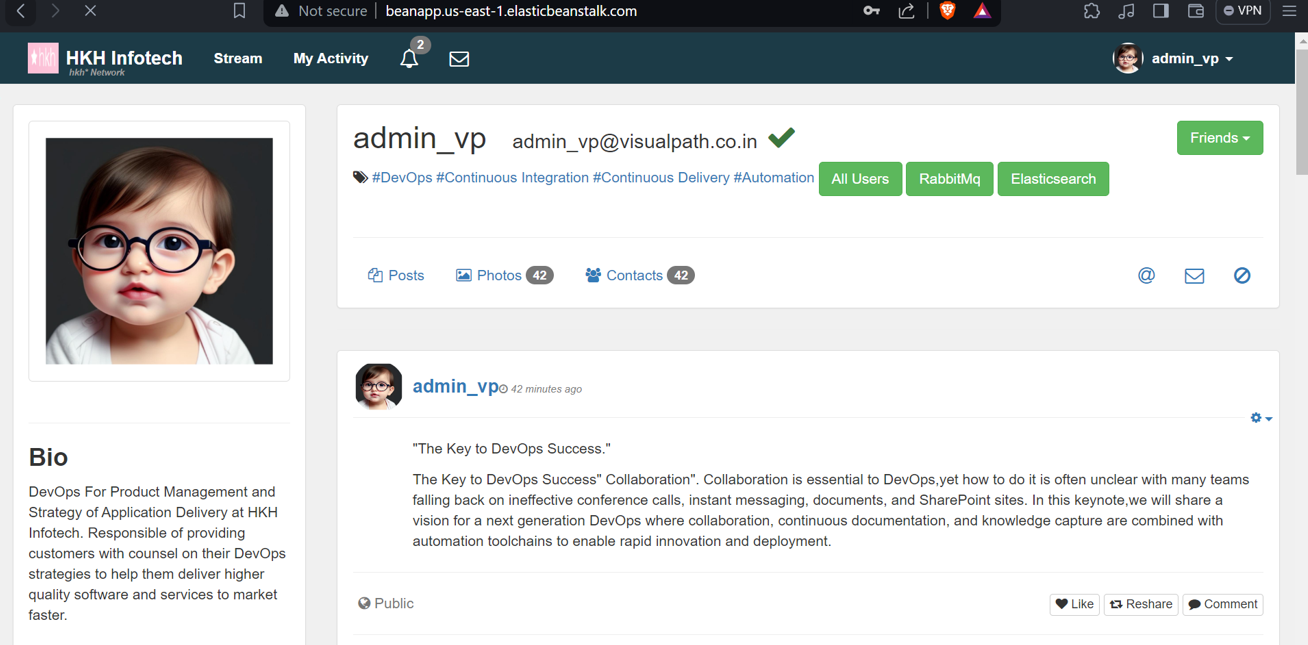 Not secure beanapp.us-east-1.elasticbeanstalk.com VPN
hkh HKH Infotech Stream My Activity 2 admin_vp
hkh* Network
admin_vp admin_vp@visualpath.co.in Friends
#DevOps #Continuous Integration #Continuous Delivery #Automation All Users RabbitMq Elasticsearch
Posts Photos 42 Contacts 42 @
admin_vp 42 minutes ago
"The Key to DevOps Success."
The Key to DevOps Success" Collaboration". Collaboration is essential to DevOps,yet how to do it is often unclear with many teams
falling back on ineffective conference calls, instant messaging, documents, and SharePoint sites. In this keynote,we will share a
vision for a next generation DevOps where collaboration, continuous documentation, and knowledge capture are combined with
automation toolchains to enable rapid innovation and deployment.
Public Like Reshare Comment
Bio
DevOps For Product Management and
Strategy of Application Delivery at HKH
Infotech. Responsible of providing
customers with counsel on their DevOps
strategies to help them deliver higher
quality software and services to market
faster.